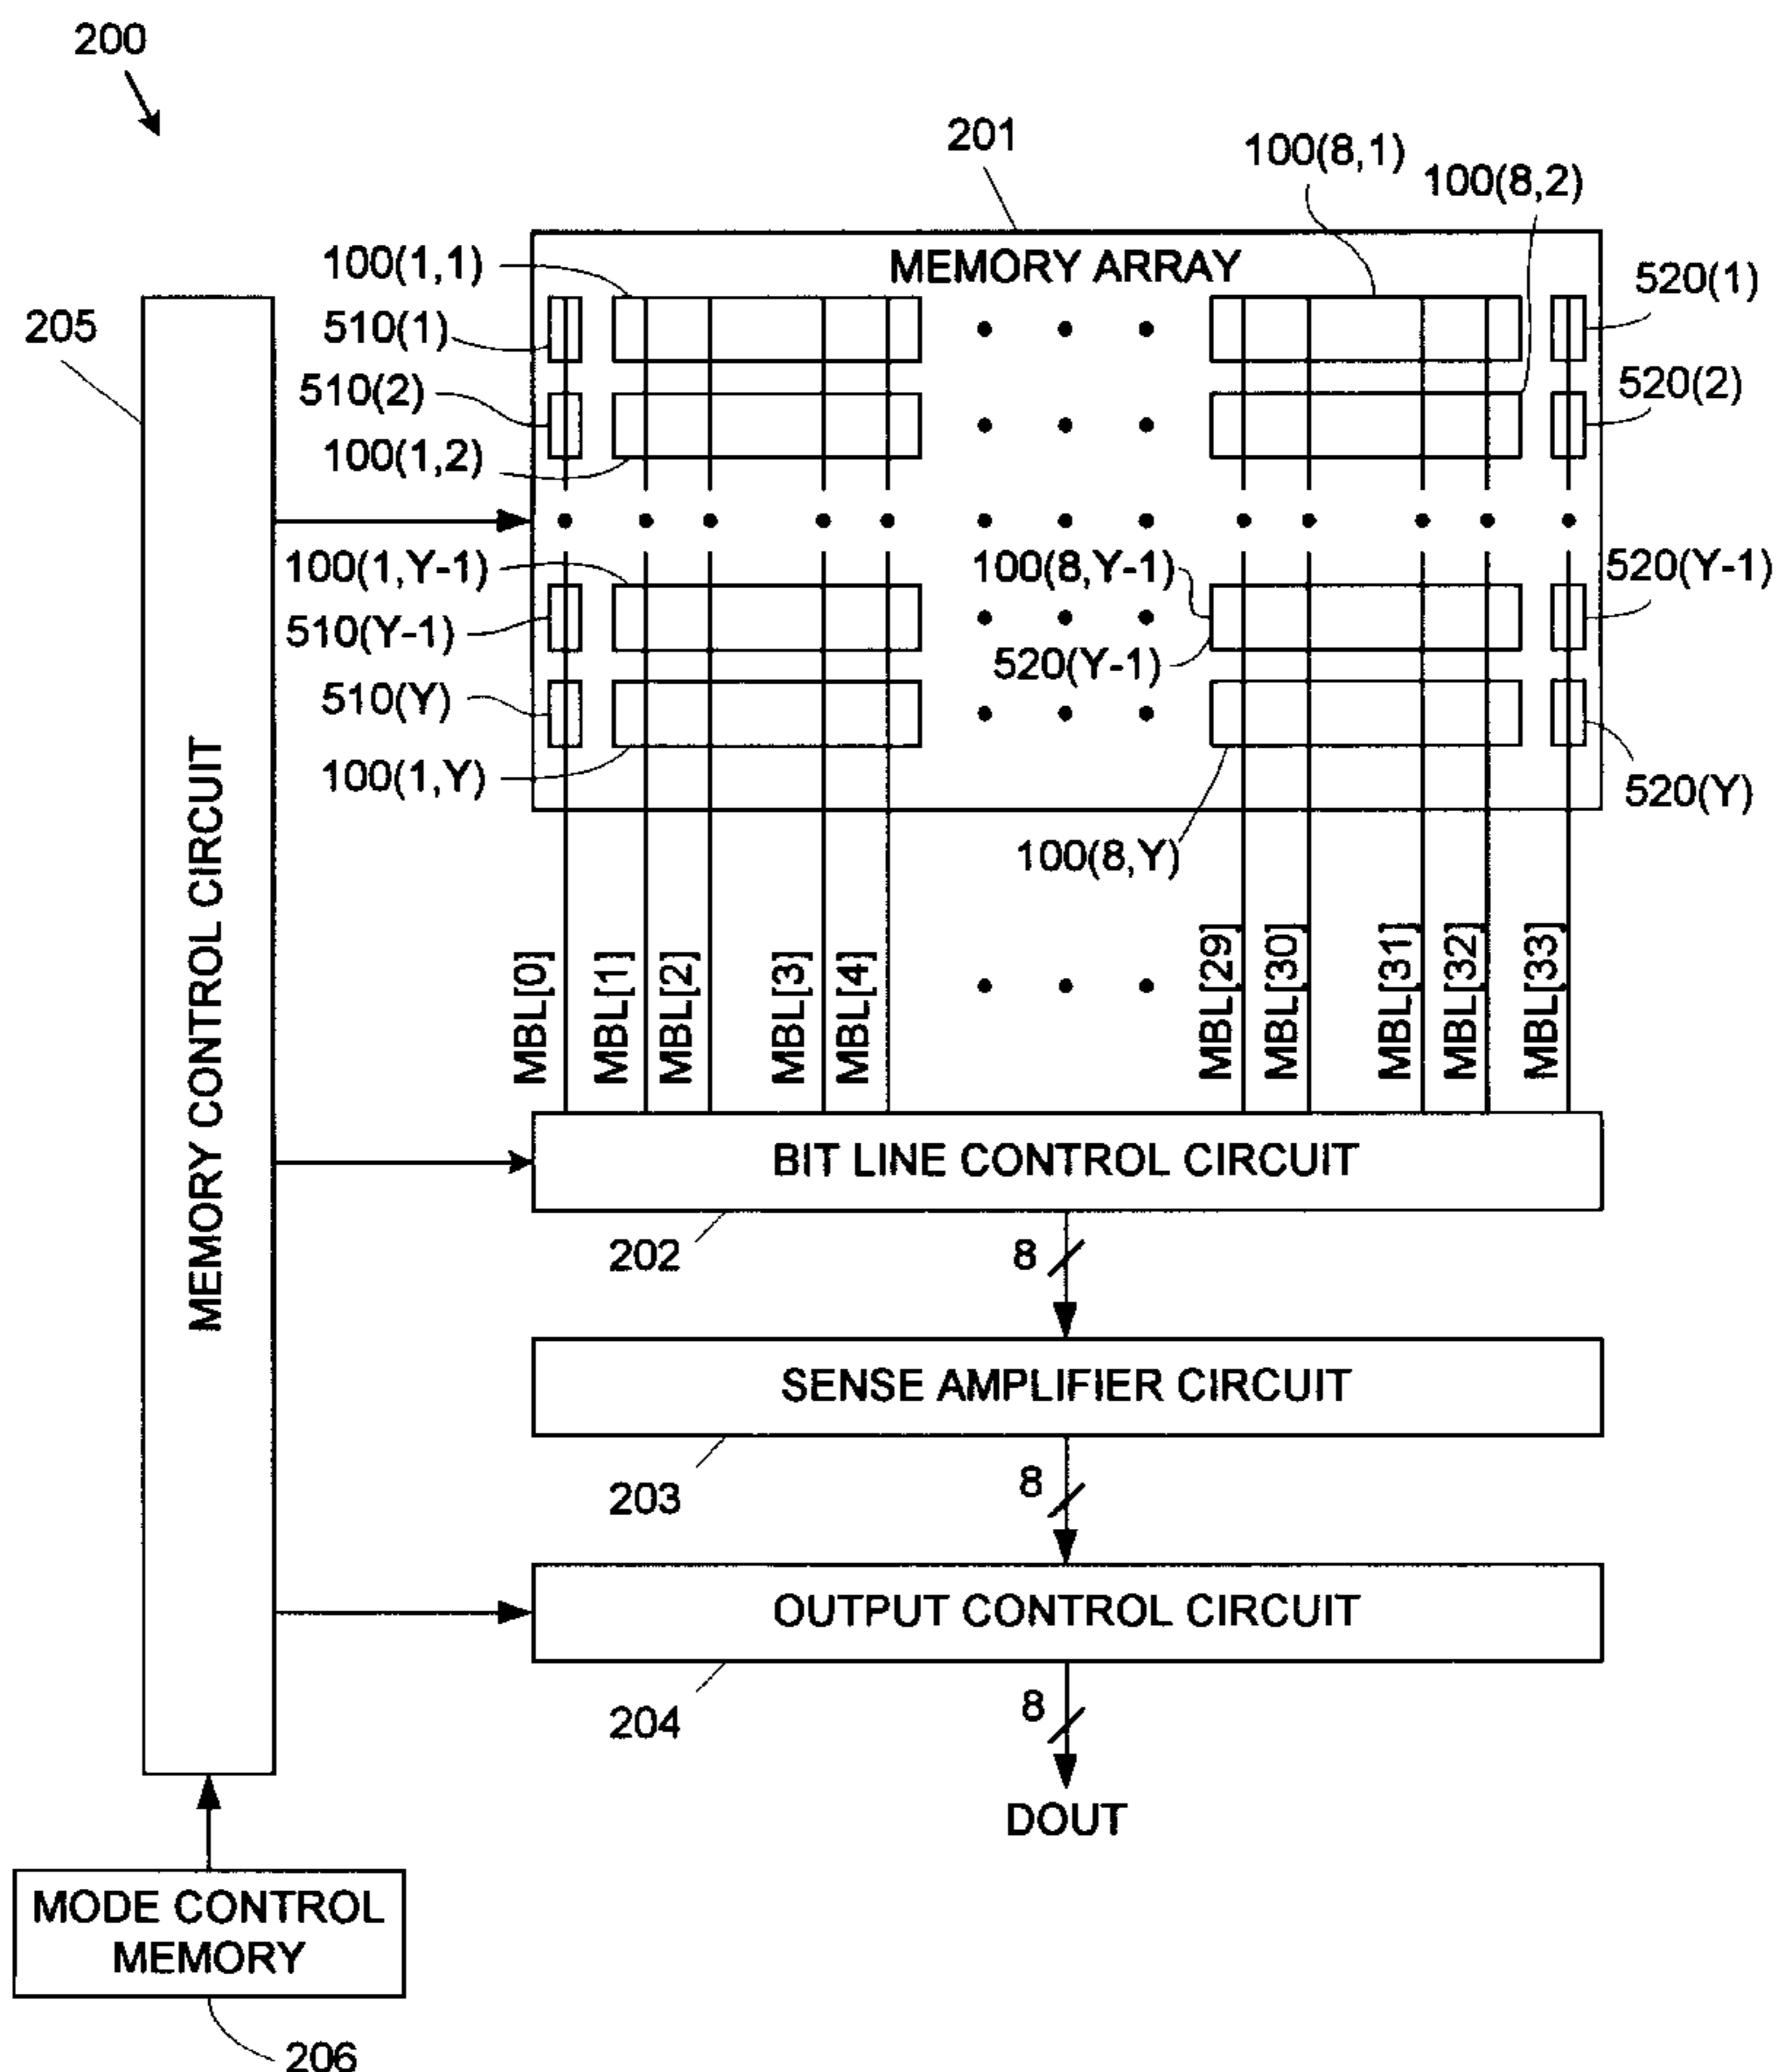 200
201
100(8,1)
100(8,2)
100(1,1)
MEMORY ARRAY
520(1)
205
510(1)
510(2)
520(2)
100(1,2)
100(1,Y-1)
100(8,Y-1)
520(Y-1)
510(Y-1)
520(Y-1)
510(Y)
100(1,Y)
520(Y)
100(8,Y)
MEMORY CONTROL CIRCUIT
MBL[0]
MBL[1]
MBL[2]
MBL[3]
MBL[4]
MBL[29]
MBL[30]
MBL[31]
MBL[32]
MBL[33]
BIT LINE CONTROL CIRCUIT
202
8
SENSE AMPLIFIER CIRCUIT
203
8
OUTPUT CONTROL CIRCUIT
204
8
DOUT
MODE CONTROL
MEMORY
206